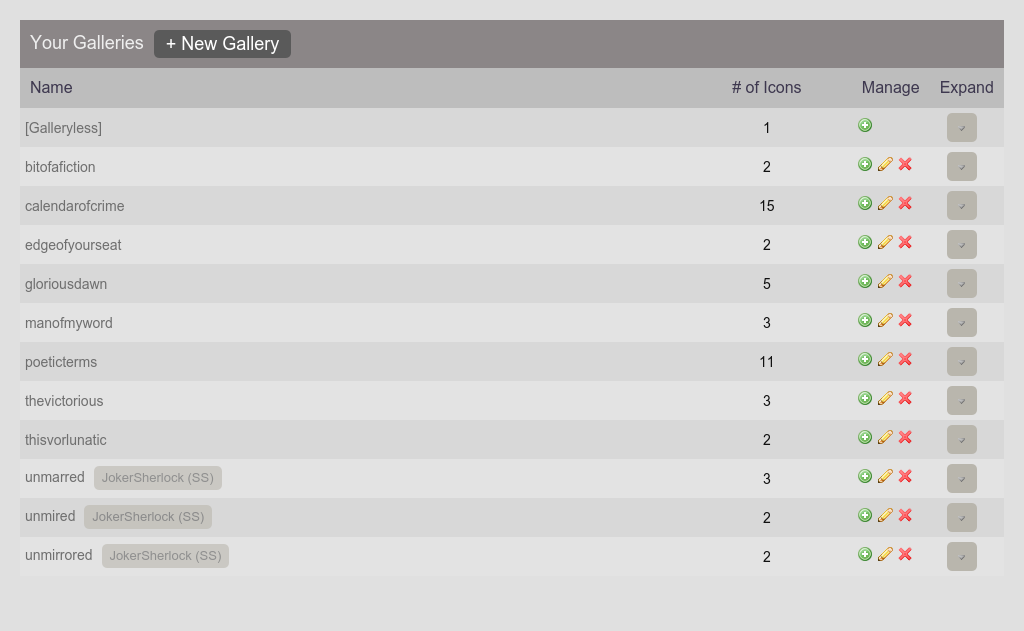 Your Galleries + New Gallery
Name # of Icons Manage Expand
[Galleryless] 1
bitofafiction 2
calendarofcrime 15
edgeofyourseat 2
gloriousdawn 5
manofmyword 3
poeticterms 11
thevictorious 3
thisvorlunatic 2
unmarred JokerSherlock (SS) 3
unmired JokerSherlock (SS) 2
unmirrored JokerSherlock (SS) 2